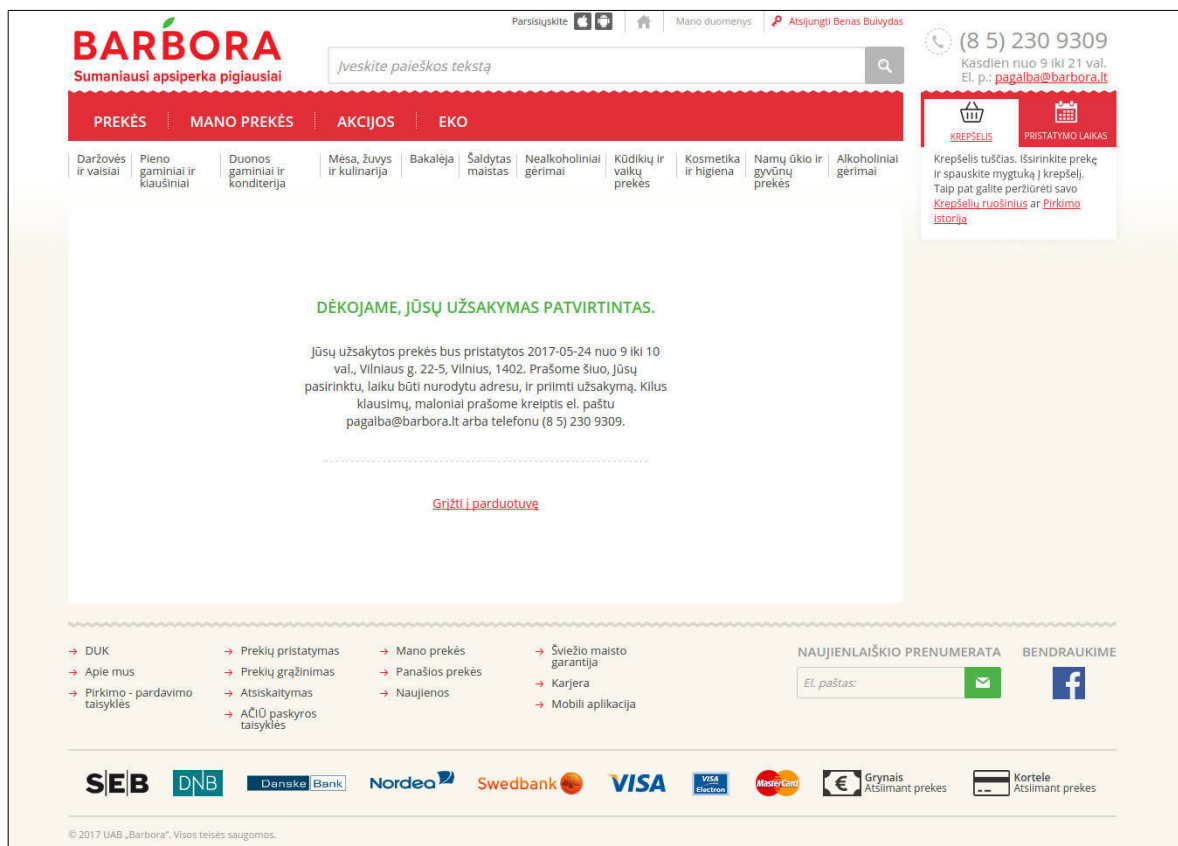 Parsisiųskite
Mano duomenys
Atsijungti Benas Buivydas
BARBORA
Sumaniausi apsiperka pigiausiai
Įveskite paieškos tekstą
(8 5) 230 9309
Kasdien nuo 9 iki 21 val.
El. p.: pagalba@barbora.lt
PREKĖS
MANO PREKĖS
AKCIJOS
EKO
KREPŠELIS
PRISTATYMO LAIKAS
Daržovės
ir vaisiai
Pieno
gaminiai ir
kiaušiniai
Duonos
gaminiai ir
konditerija
Mėsa, žuvys
ir kulinarija
Bakalėja
Šaldytas
maistas
Nealkoholiniai
gėrimai
Kūdikių ir
vaikų
prekės
Kosmetika
ir higiena
Namų ūkio ir
gyvūnų
prekės
Alkoholiniai
gėrimai
Krepšelis tuščias. Išsirinkite prekę
ir spauskite mygtuką Į krepšelį.
Taip pat galite peržiūrėti savo
Krepšelių ruošinius ar Pirkimo
istoriją
DĖKOJAME, JŪSŲ UŽSAKYMAS PATVIRTINTAS.
Jūsų užsakytos prekės bus pristatytos 2017-05-24 nuo 9 iki 10
val., Vilniaus g. 22-5, Vilnius, 1402. Prašome šiuo, Jūsų
pasirinktu, laiku būti nurodytu adresu, ir priimti užsakymą. Kilus
klausimų, maloniai prašome kreiptis el. paštu
pagalba@barbora.lt arba telefonu (8 5) 230 9309.
Grįžti į parduotuvę
DUK
Apie mus
Pirkimo - pardavimo
taisyklės
Prekių pristatymas
Prekių grąžinimas
Atsiskaitymas
AČIŪ paskyros
taisyklės
Mano prekės
Panašios prekės
Naujienos
Šviežio maisto
garantija
Karjera
Mobili aplikacija
NAUJIENLAIŠKIO PRENUMERATA
El. paštas:
BENDRAUKIME
f
S|E|B
DNB
Danske Bank
Nordea
Swedbank
VISA
VISA
Electron
MasterCard
€
Grynais
Atsiimant prekes
Kortele
Atsiimant prekes
© 2017 UAB „Barbora“. Visos teisės saugomos.